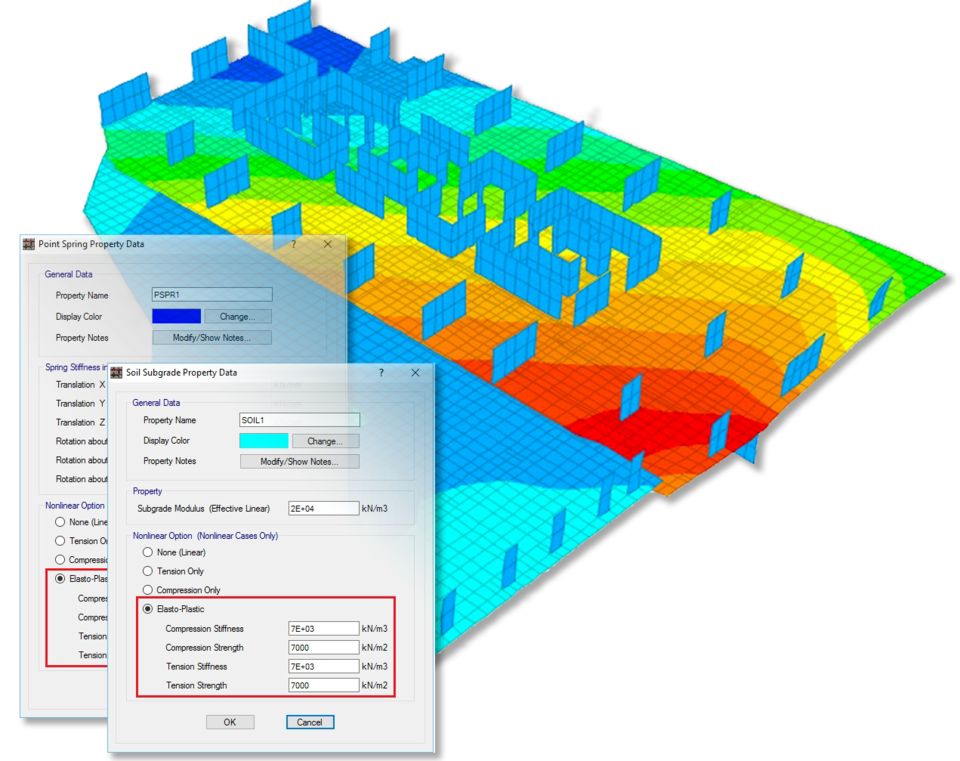 Point Spring Property Data ? ×
General Data
Property Name PSPR1
Display Color Change...
Property Notes Modify/Show Notes...
Spring Stiffness in
Translation X
Translation Y
Translation Z
Rotation about
Rotation about
Rotation about
Nonlinear Option
None (Line
Tension On
Compressio
Elasto-Plas
Compres
Compres
Tension
Tension
Soil Subgrade Property Data ? ×
General Data
Property Name SOIL1
Display Color Change...
Property Notes Modify/Show Notes...
Property
Subgrade Modulus (Effective Linear) 2E+04 kN/m3
Nonlinear Option (Nonlinear Cases Only)
None (Linear)
Tension Only
Compression Only
Elasto-Plastic
Compression Stiffness 7E+03 kN/m3
Compression Strength 7000 kN/m2
Tension Stiffness 7E+03 kN/m3
Tension Strength 7000 kN/m2
OK Cancel